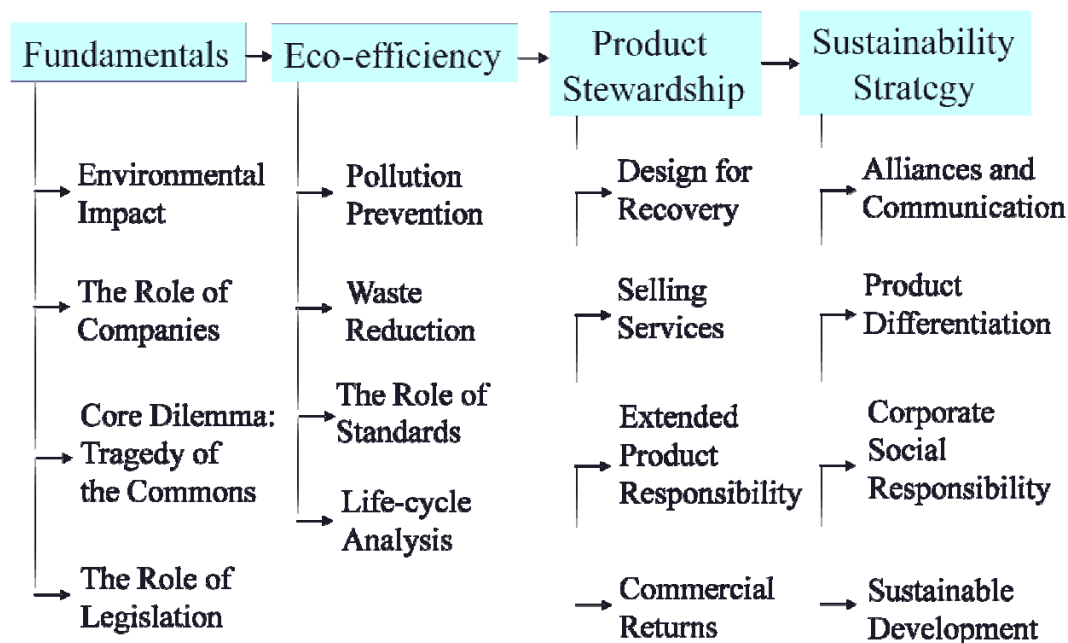 Fundamentals
Eco-efficiency
Product
Stewardship
Sustainability
Strategy
Environmental
Impact
The Role of
Companies
Core Dilemma:
Tragedy of
the Commons
The Role of
Legislation
Pollution
Prevention
Waste
Reduction
The Role of
Standards
Life-cycle
Analysis
Design for
Recovery
Selling
Services
Extended
Product
Responsibility
Commercial
Returns
Alliances and
Communication
Product
Differentiation
Corporate
Social
Responsibility
Sustainable
Development